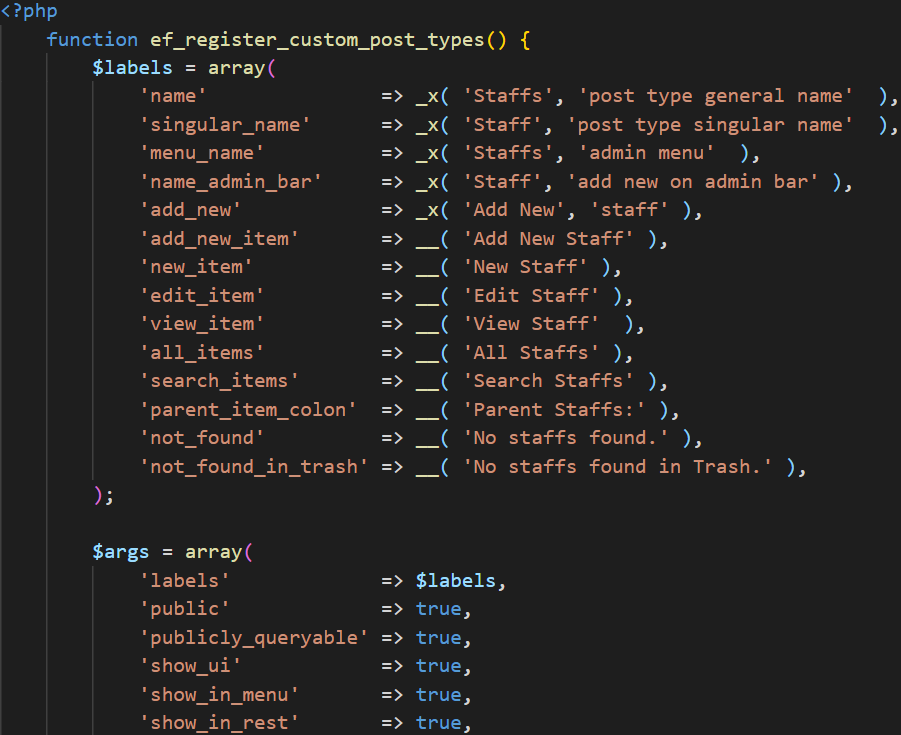 <?php
    function ef_register_custom_post_types() {
        $labels = array(
            'name'               => _x( 'Staffs', 'post type general name'  ),
            'singular_name'      => _x( 'Staff', 'post type singular name'  ),
            'menu_name'          => _x( 'Staffs', 'admin menu'  ),
            'name_admin_bar'     => _x( 'Staff', 'add new on admin bar' ),
            'add_new'            => _x( 'Add New', 'staff' ),
            'add_new_item'       => __( 'Add New Staff' ),
            'new_item'           => __( 'New Staff' ),
            'edit_item'          => __( 'Edit Staff' ),
            'view_item'          => __( 'View Staff'  ),
            'all_items'          => __( 'All Staffs' ),
            'search_items'       => __( 'Search Staffs' ),
            'parent_item_colon'  => __( 'Parent Staffs:' ),
            'not_found'          => __( 'No staffs found.' ),
            'not_found_in_trash' => __( 'No staffs found in Trash.' ),
        );

        $args = array(
            'labels'             => $labels,
            'public'             => true,
            'publicly_queryable' => true,
            'show_ui'            => true,
            'show_in_menu'       => true,
            'show_in_rest'       => true,